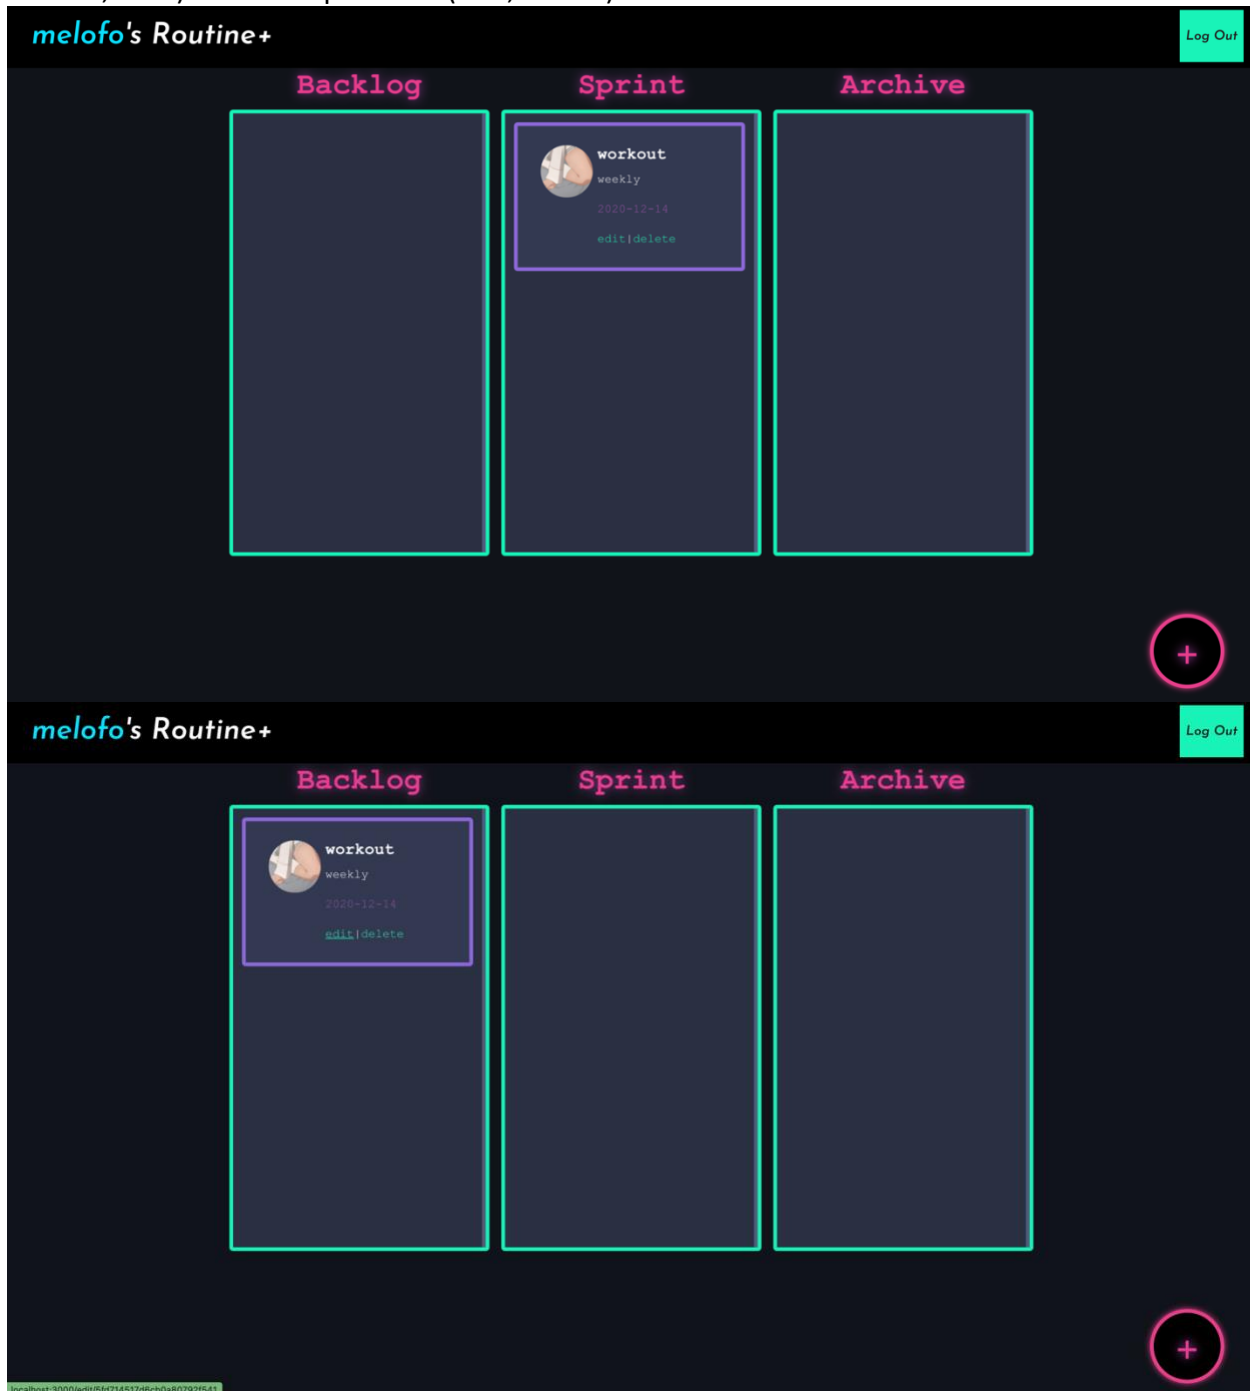 melofo's Routine+
Log Out
Backlog Sprint Archive
workout
weekly
2020-12-14
edit|delete
+
melofo's Routine+
Log Out
Backlog Sprint Archive
workout
weekly
2020-12-14
edit|delete
+